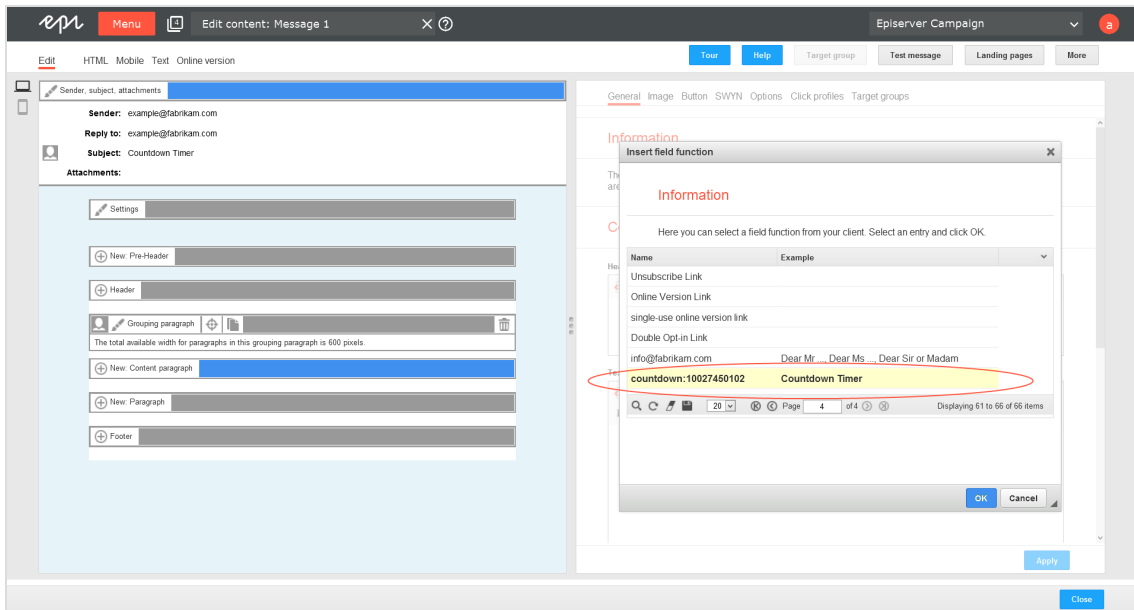 epi Menu 4 Edit content: Message 1 Episerver Campaign a
Edit HTML Mobile Text Online version Tour Help Target group Test message Landing pages More
Sender, subject, attachments
Sender: example@fabrikam.com
Reply to: example@fabrikam.com
Subject: Countdown Timer
Attachments:
Settings
New: Pre-Header
Header
Grouping paragraph
The total available width for paragraphs in this grouping paragraph is 600 pixels.
New: Content paragraph
New: Paragraph
Footer
General Image Button SWYN Options Click profiles Target groups
Information
Insert field function
Information
Here you can select a field function from your client. Select an entry and click OK.
Name Example
Unsubscribe Link
Online Version Link
single-use online version link
Double Opt-in Link
info@fabrikam.com Dear Mr ..., Dear Ms ..., Dear Sir or Madam
countdown:10027450102 Countdown Timer
20 Page 4 of 4 Displaying 61 to 66 of 66 items
OK Cancel
Apply
Close